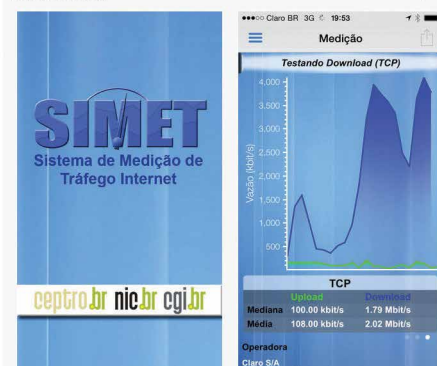 SIMET
Sistema de Medição de
Tráfego Internet
ceptro.br nic.br cgi.br
Claro BR 3G 19:53
Medição
Testando Download (TCP)
Vazão (kbit/s)
4,000
3,500
3,000
2,500
2,000
1,500
1,000
500
TCP
Upload Download
Mediana 100.00 kbit/s 1.79 Mbit/s
Média 108.00 kbit/s 2.02 Mbit/s
Operadora
Claro S/A